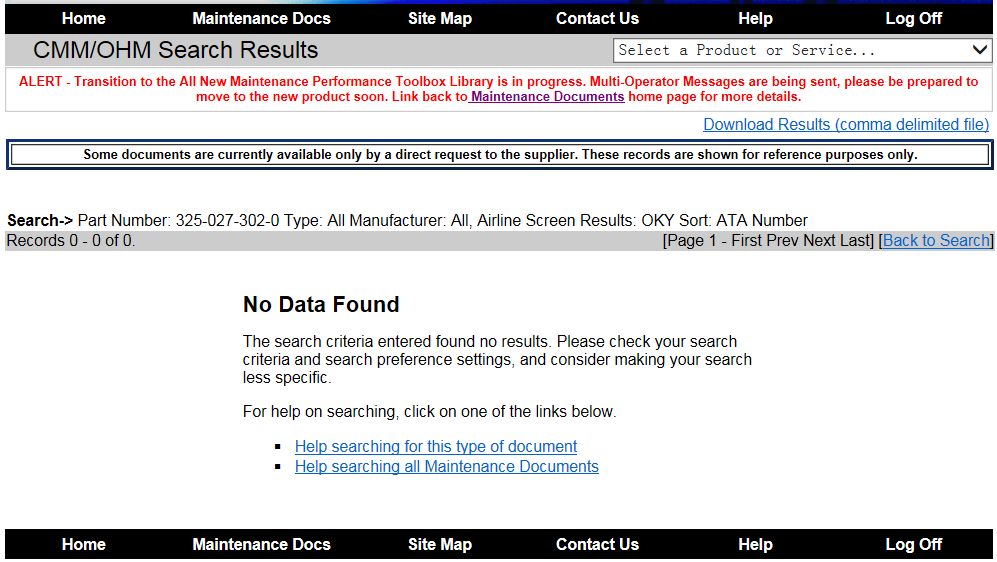 Home Maintenance Docs Site Map Contact Us Help Log Off
CMM/OHM Search Results
Select a Product or Service...
ALERT - Transition to the All New Maintenance Performance Toolbox Library is in progress. Multi-Operator Messages are being sent, please be prepared to
move to the new product soon. Link back to Maintenance Documents home page for more details.
Download Results (comma delimited file)
Some documents are currently available only by a direct request to the supplier. These records are shown for reference purposes only.
Search-> Part Number: 325-027-302-0 Type: All Manufacturer: All, Airline Screen Results: OKY Sort: ATA Number
Records 0 - 0 of 0. [Page 1 - First Prev Next Last] [Back to Search]
No Data Found
The search criteria entered found no results. Please check your search
criteria and search preference settings, and consider making your search
less specific.
For help on searching, click on one of the links below.
▪ Help searching for this type of document
▪ Help searching all Maintenance Documents
Home Maintenance Docs Site Map Contact Us Help Log Off